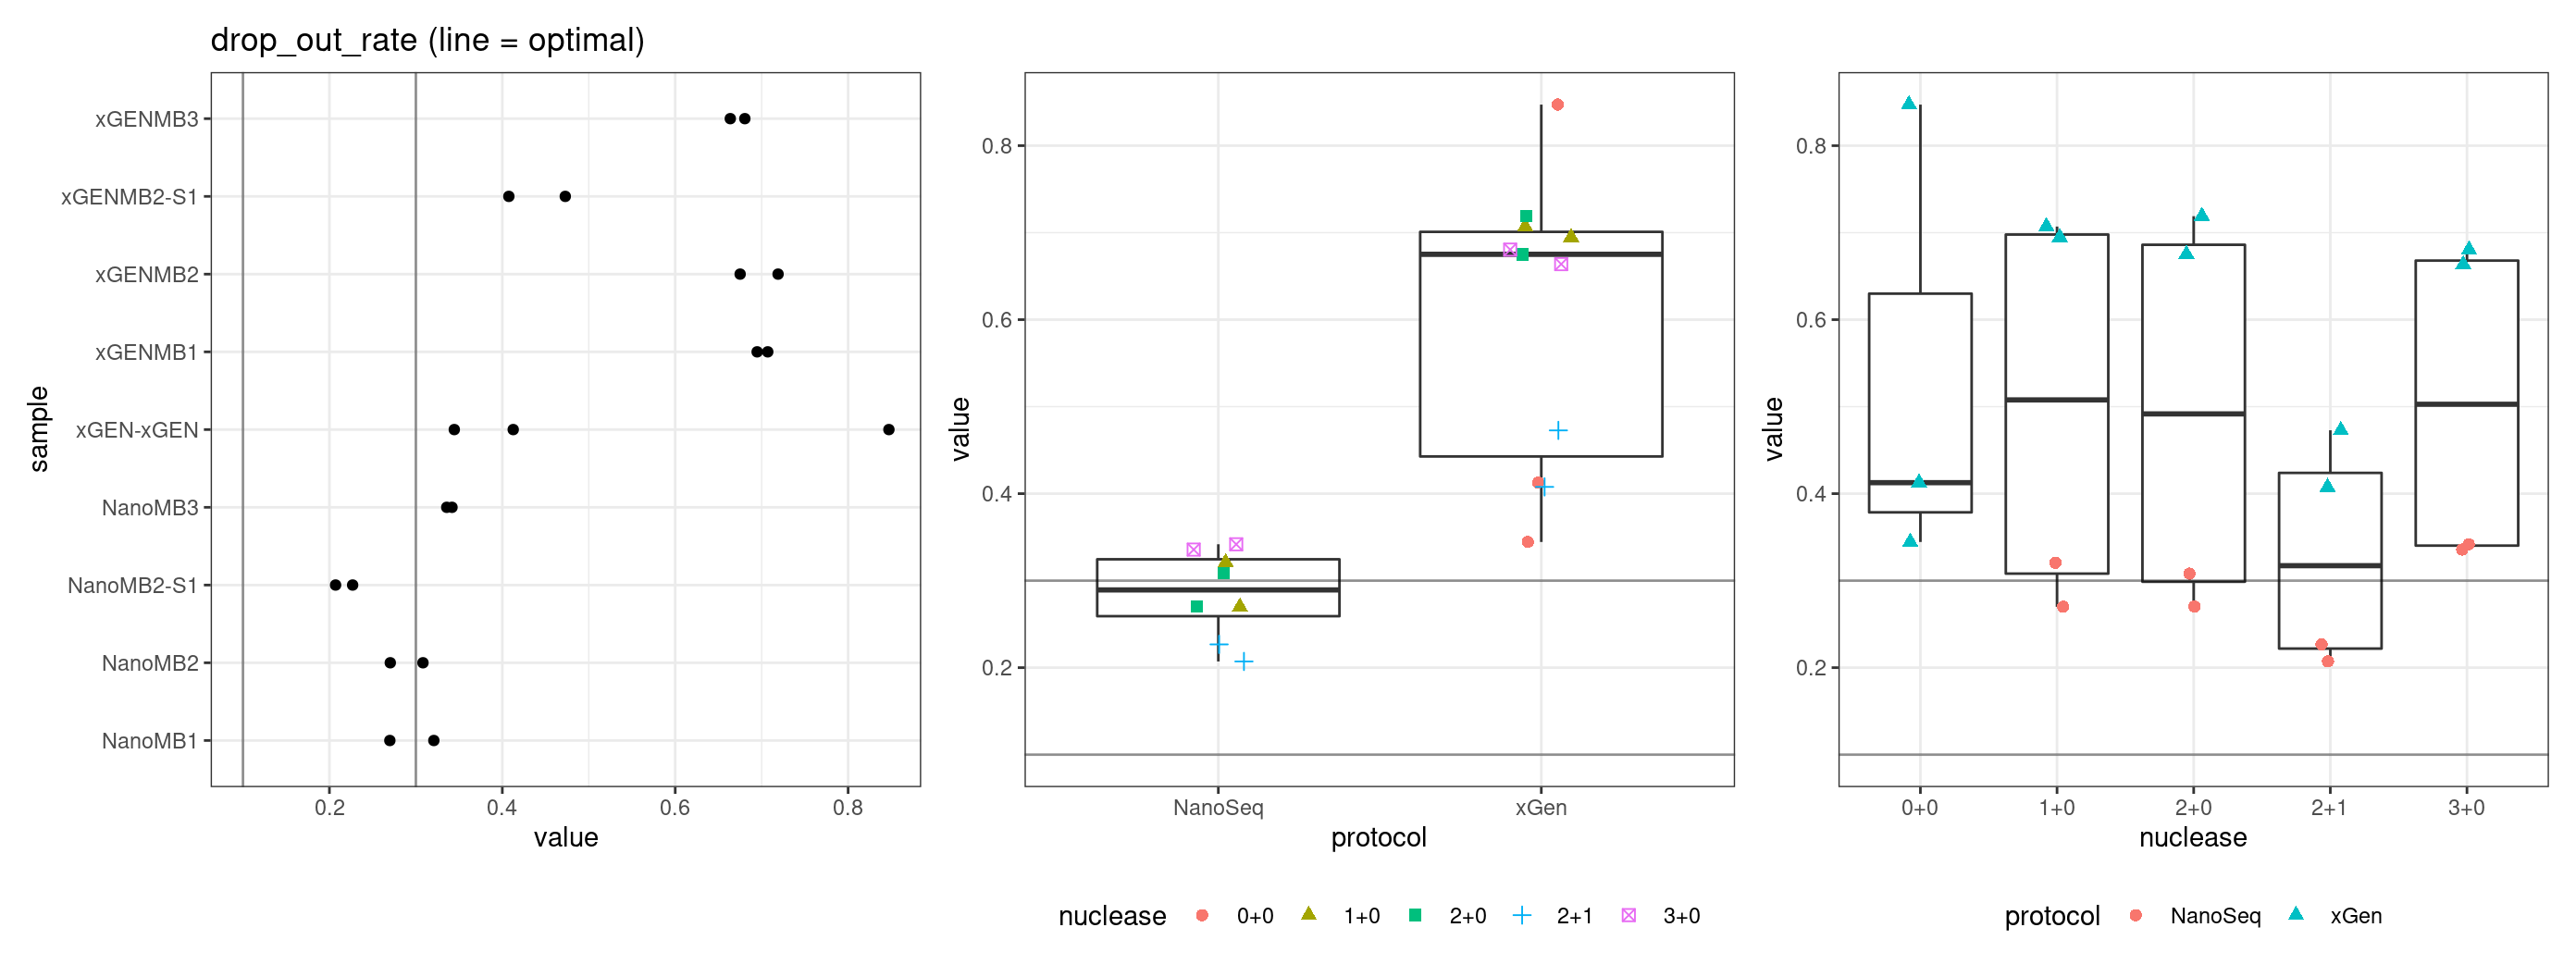 drop_out_rate (line = optimal)
sample
xGENMB3
xGENMB2-S1
xGENMB2
xGENMB1
xGEN-xGEN
NanoMB3
NanoMB2-S1
NanoMB2
NanoMB1
0.2 0.4 0.6 0.8
value
value
0.8
0.6
0.4
0.2
NanoSeq xGen
protocol
nuclease 0+0 1+0 2+0 2+1 3+0
value
0.8
0.6
0.4
0.2
0+0 1+0 2+0 2+1 3+0
nuclease
protocol NanoSeq xGen